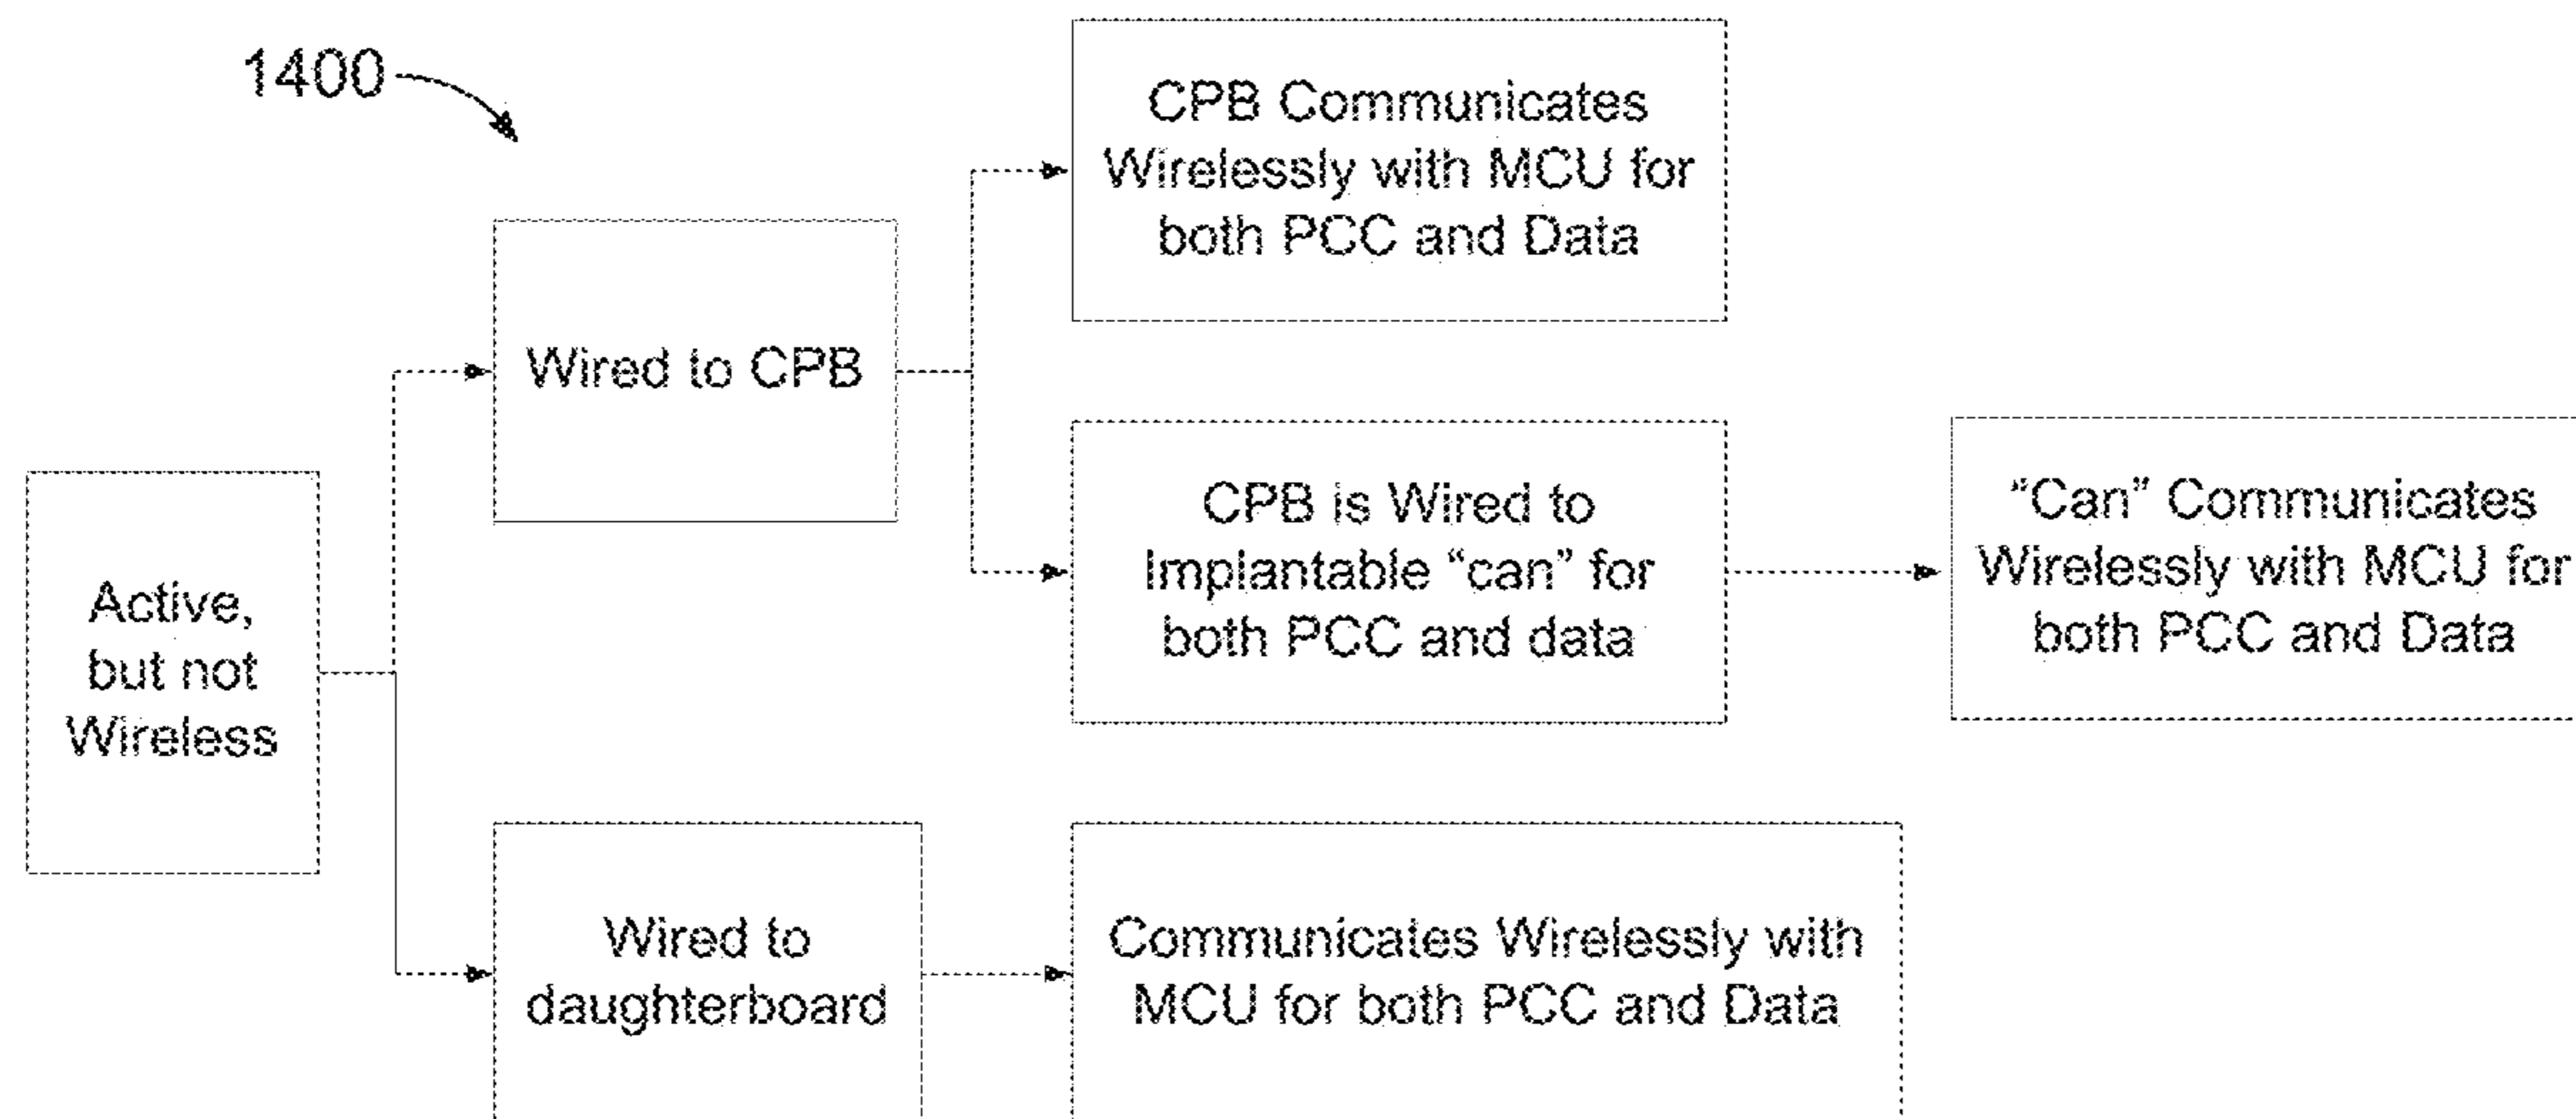 1400
CPB Communicates
Wirelessly with MCU for
both PCC and Data
Wired to CPB
CPB is Wired to
Implantable “can” for
both PCC and data
“Can” Communicates
Wirelessly with MCU for
both PCC and Data
Active,
but not
Wireless
Wired to
daughterboard
Communicates Wirelessly with
MCU for both PCC and Data